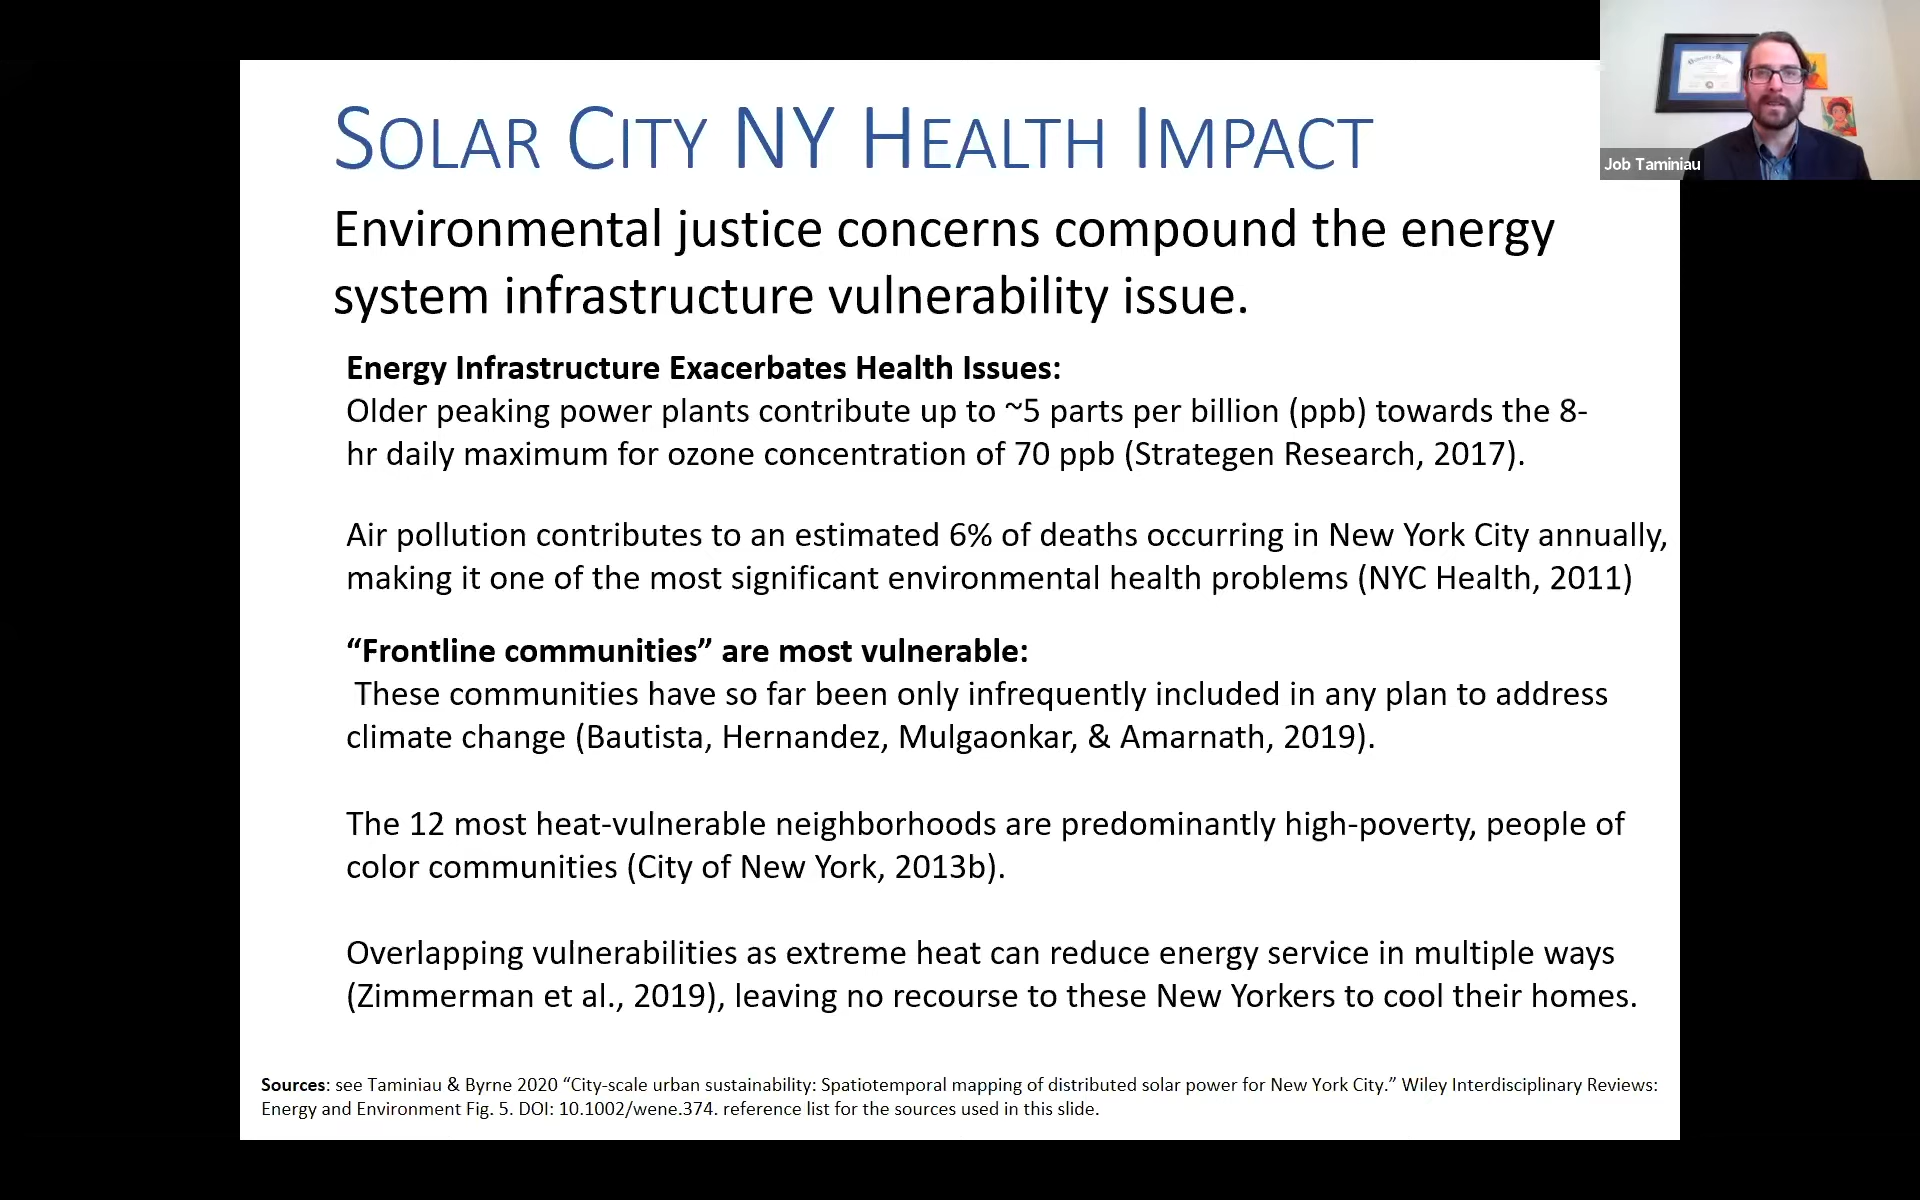 SOLAR CITY NY HEALTH IMPACT
Job Taminiau
Environmental justice concerns compound the energy
system infrastructure vulnerability issue.
Energy Infrastructure Exacerbates Health Issues:
Older peaking power plants contribute up to ~5 parts per billion (ppb) towards the 8-
hr daily maximum for ozone concentration of 70 ppb (Strategen Research, 2017).
Air pollution contributes to an estimated 6% of deaths occurring in New York City annually,
making it one of the most significant environmental health problems (NYC Health, 2011)
“Frontline communities” are most vulnerable:
These communities have so far been only infrequently included in any plan to address
climate change (Bautista, Hernandez, Mulgaonkar, & Amarnath, 2019).
The 12 most heat-vulnerable neighborhoods are predominantly high-poverty, people of
color communities (City of New York, 2013b).
Overlapping vulnerabilities as extreme heat can reduce energy service in multiple ways
(Zimmerman et al., 2019), leaving no recourse to these New Yorkers to cool their homes.
Sources: see Taminiau & Byrne 2020 “City-scale urban sustainability: Spatiotemporal mapping of distributed solar power for New York City.” Wiley Interdisciplinary Reviews:
Energy and Environment Fig. 5. DOI: 10.1002/wene.374. reference list for the sources used in this slide.